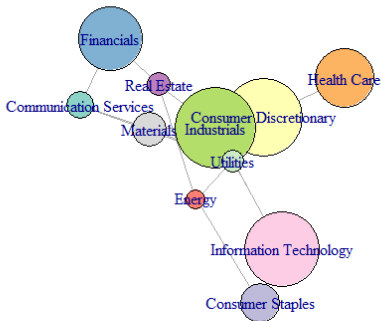 Financials
Health Care
Real Estate
Communication Services
Consumer Discretionary
Materials
Industrials
Utilities
Energy
Information Technology
Consumer Staples